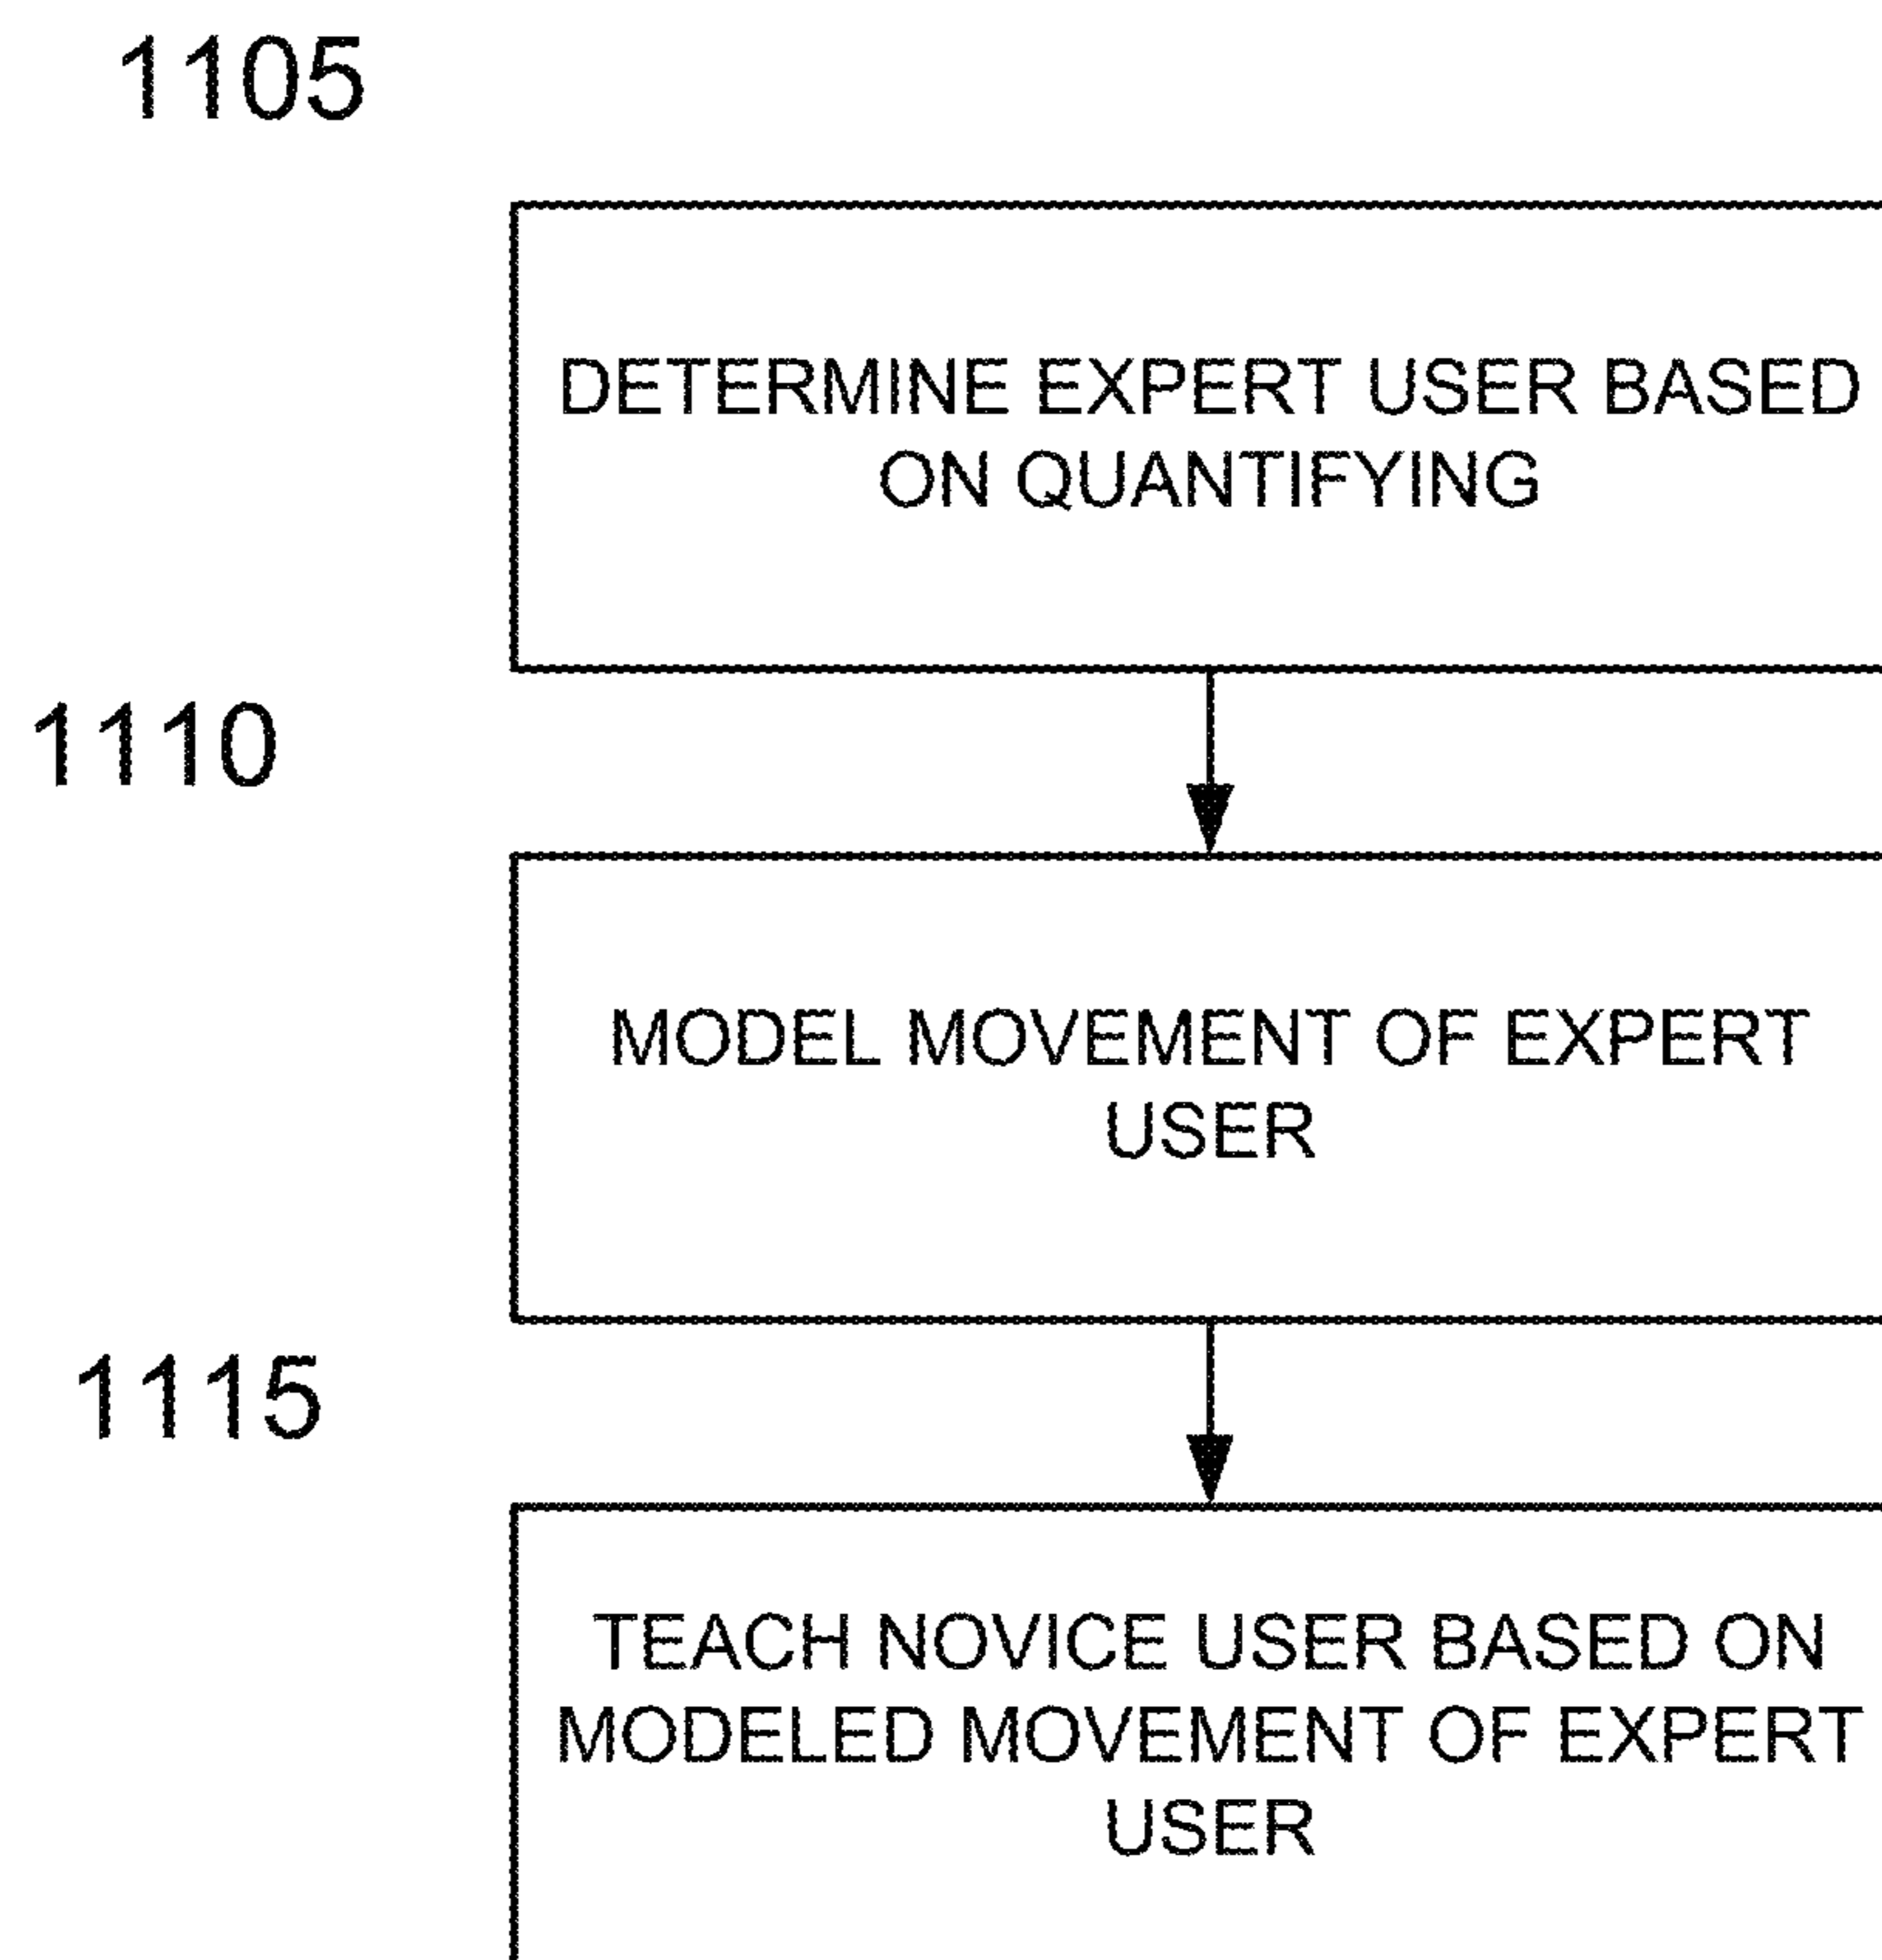 1105
DETERMINE EXPERT USER BASED
ON QUANTIFYING
1110
MODEL MOVEMENT OF EXPERT
USER
1115
TEACH NOVICE USER BASED ON
MODELED MOVEMENT OF EXPERT
USER